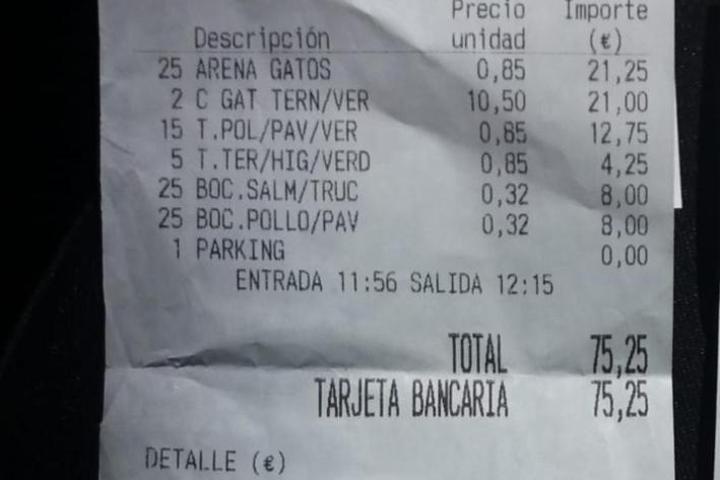 Precio Importe
Descripción unidad (€)
25 ARENA GATOS 0,85 21,25
2 C GAT TERN/VER 10,50 21,00
15 T.POL/PAV/VER 0,85 12,75
5 T.TER/HIG/VERD 0,85 4,25
25 BOC.SALM/TRUC 0,32 8,00
25 BOC.POLLO/PAV 0,32 8,00
1 PARKING 0,00
ENTRADA 11:56 SALIDA 12:15
TOTAL 75,25
TARJETA BANCARIA 75,25
DETALLE (€)